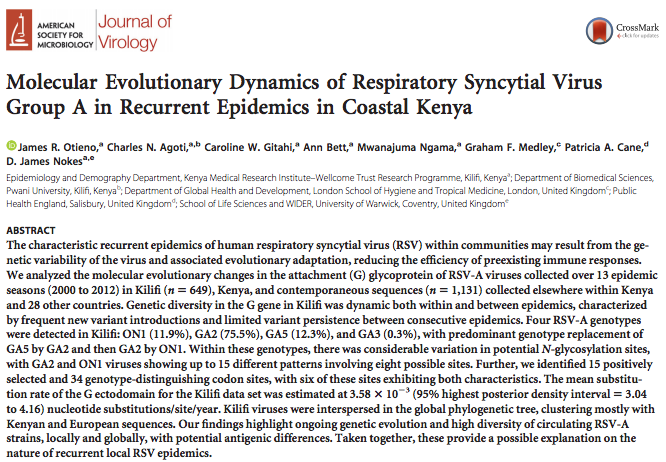 AMERICAN
SOCIETY FOR
MICROBIOLOGY
Journal of
Virology
CrossMark
click for updates
Molecular Evolutionary Dynamics of Respiratory Syncytial Virus
Group A in Recurrent Epidemics in Coastal Kenya
iD James R. Otieno,a Charles N. Agoti,a,b Caroline W. Gitahi,a Ann Bett,a Mwanajuma Ngama,a Graham F. Medley,c Patricia A. Cane,d
D. James Nokesa,e
Epidemiology and Demography Department, Kenya Medical Research Institute–Wellcome Trust Research Programme, Kilifi, Kenyaa; Department of Biomedical Sciences,
Pwani University, Kilifi, Kenyab; Department of Global Health and Development, London School of Hygiene and Tropical Medicine, London, United Kingdomc; Public
Health England, Salisbury, United Kingdomd; School of Life Sciences and WIDER, University of Warwick, Coventry, United Kingdome
ABSTRACT
The characteristic recurrent epidemics of human respiratory syncytial virus (RSV) within communities may result from the ge-
netic variability of the virus and associated evolutionary adaptation, reducing the efficiency of preexisting immune responses.
We analyzed the molecular evolutionary changes in the attachment (G) glycoprotein of RSV-A viruses collected over 13 epidemic
seasons (2000 to 2012) in Kilifi (n = 649), Kenya, and contemporaneous sequences (n = 1,131) collected elsewhere within Kenya
and 28 other countries. Genetic diversity in the G gene in Kilifi was dynamic both within and between epidemics, characterized
by frequent new variant introductions and limited variant persistence between consecutive epidemics. Four RSV-A genotypes
were detected in Kilifi: ON1 (11.9%), GA2 (75.5%), GA5 (12.3%), and GA3 (0.3%), with predominant genotype replacement of
GA5 by GA2 and then GA2 by ON1. Within these genotypes, there was considerable variation in potential N-glycosylation sites,
with GA2 and ON1 viruses showing up to 15 different patterns involving eight possible sites. Further, we identified 15 positively
selected and 34 genotype-distinguishing codon sites, with six of these sites exhibiting both characteristics. The mean substitu-
tion rate of the G ectodomain for the Kilifi data set was estimated at 3.58 × 10−3 (95% highest posterior density interval = 3.04
to 4.16) nucleotide substitutions/site/year. Kilifi viruses were interspersed in the global phylogenetic tree, clustering mostly with
Kenyan and European sequences. Our findings highlight ongoing genetic evolution and high diversity of circulating RSV-A
strains, locally and globally, with potential antigenic differences. Taken together, these provide a possible explanation on the
nature of recurrent local RSV epidemics.